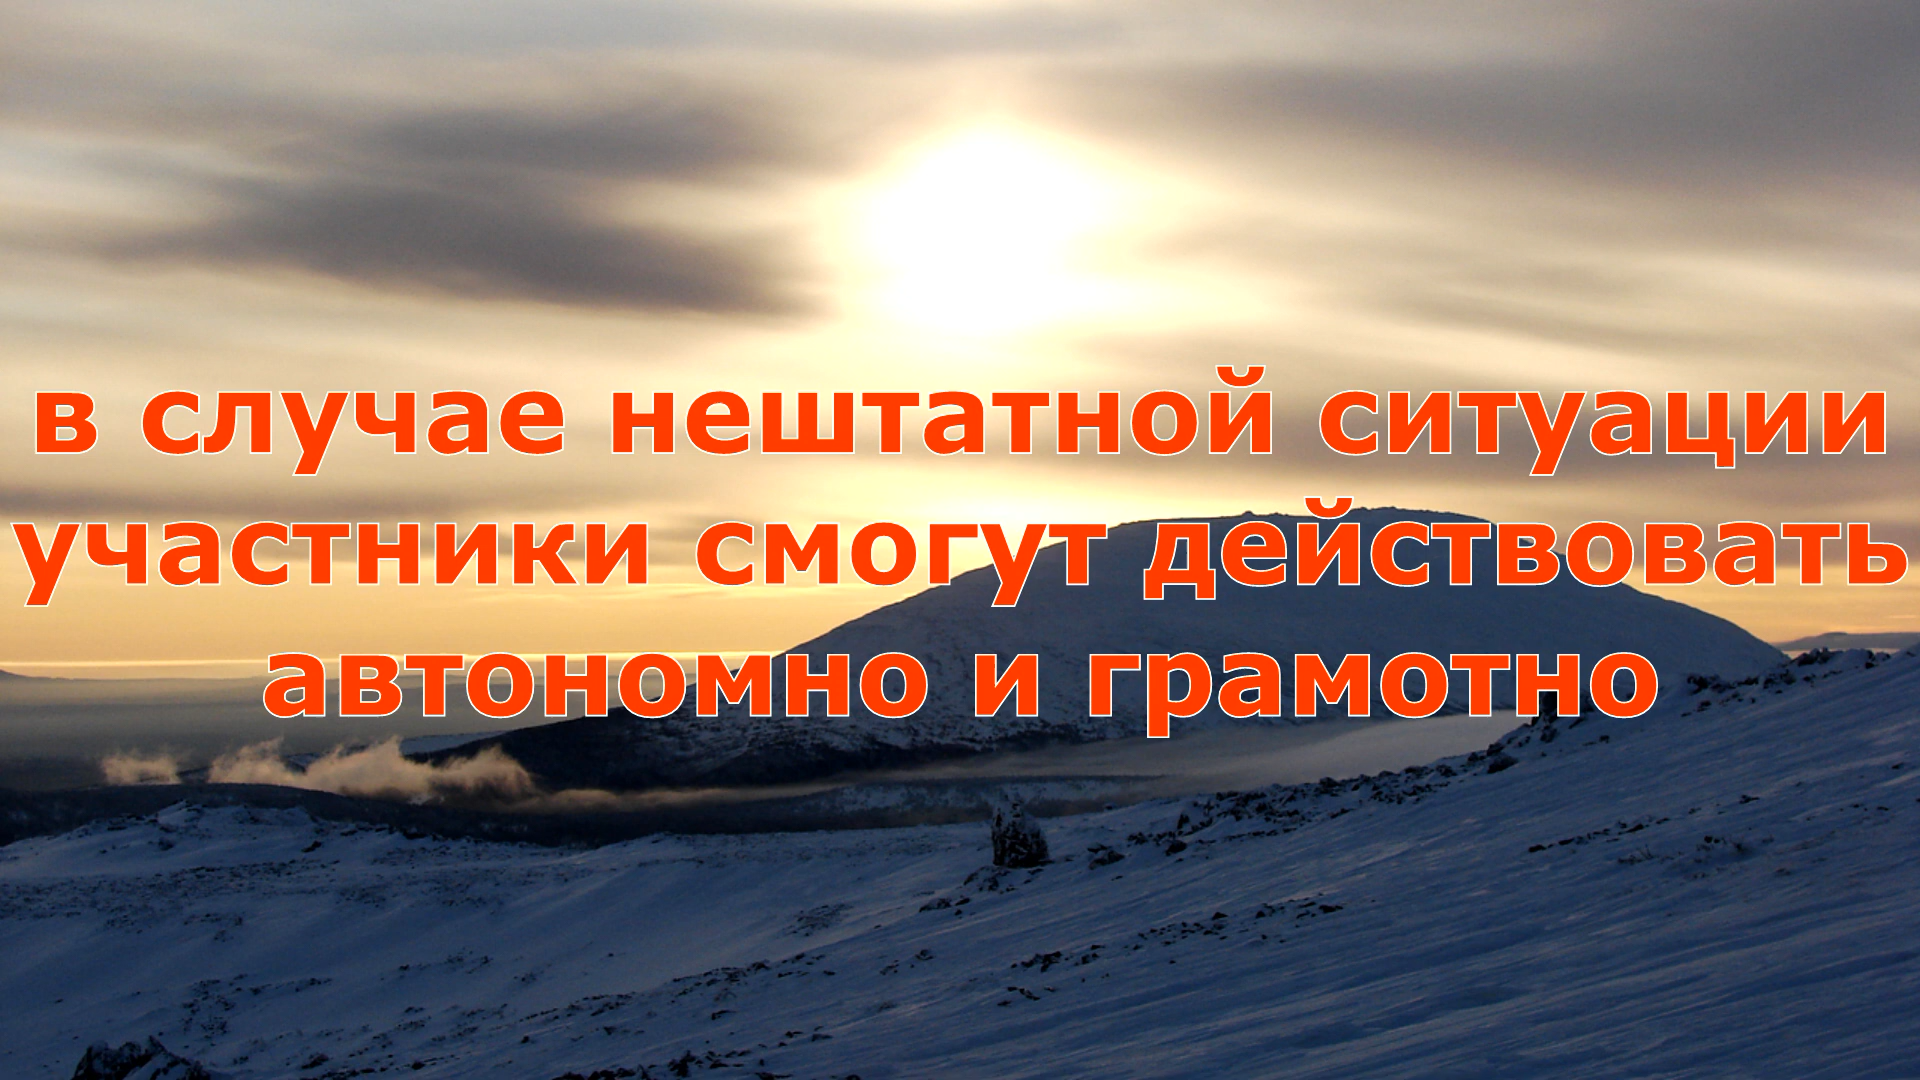 в случае нештатной ситуации
участники смогут действовать
автономно и грамотно